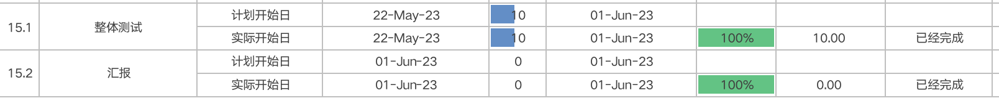 15.1 整体测试 计划开始日 22-May-23 10 01-Jun-23
实际开始日 22-May-23 10 01-Jun-23 100% 10.00 已经完成
15.2 汇报 计划开始日 01-Jun-23 0 01-Jun-23
实际开始日 01-Jun-23 0 01-Jun-23 100% 0.00 已经完成